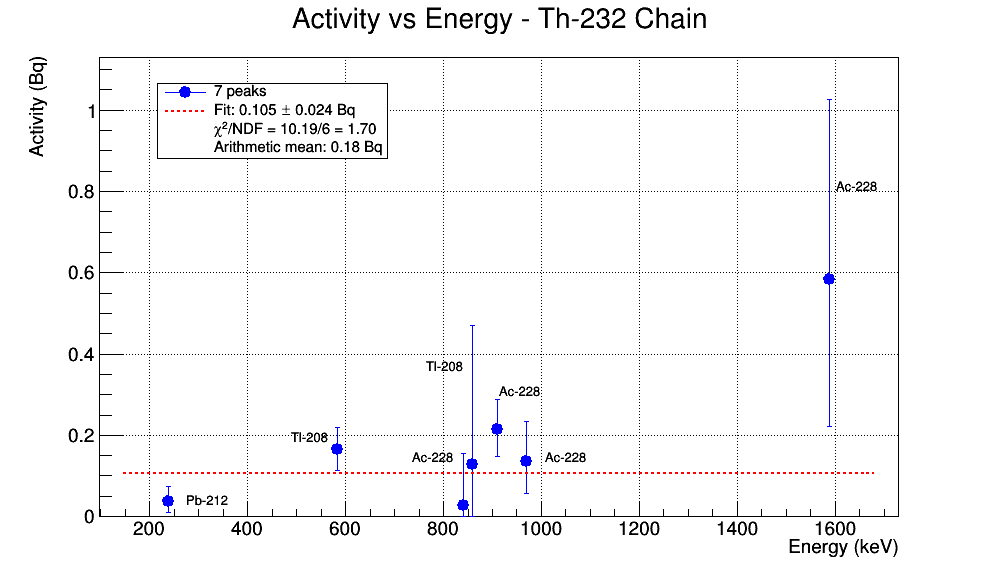 Activity vs Energy - Th-232 Chain
Activity (Bq)
7 peaks
Fit: 0.105 ± 0.024 Bq
χ²/NDF = 10.19/6 = 1.70
Arithmetic mean: 0.18 Bq
1
0.8
0.6
0.4
0.2
0
Ac-228
Tl-208
Ac-228
Tl-208
Ac-228
Ac-228
Pb-212
200
400
600
800
1000
1200
1400
1600
Energy (keV)